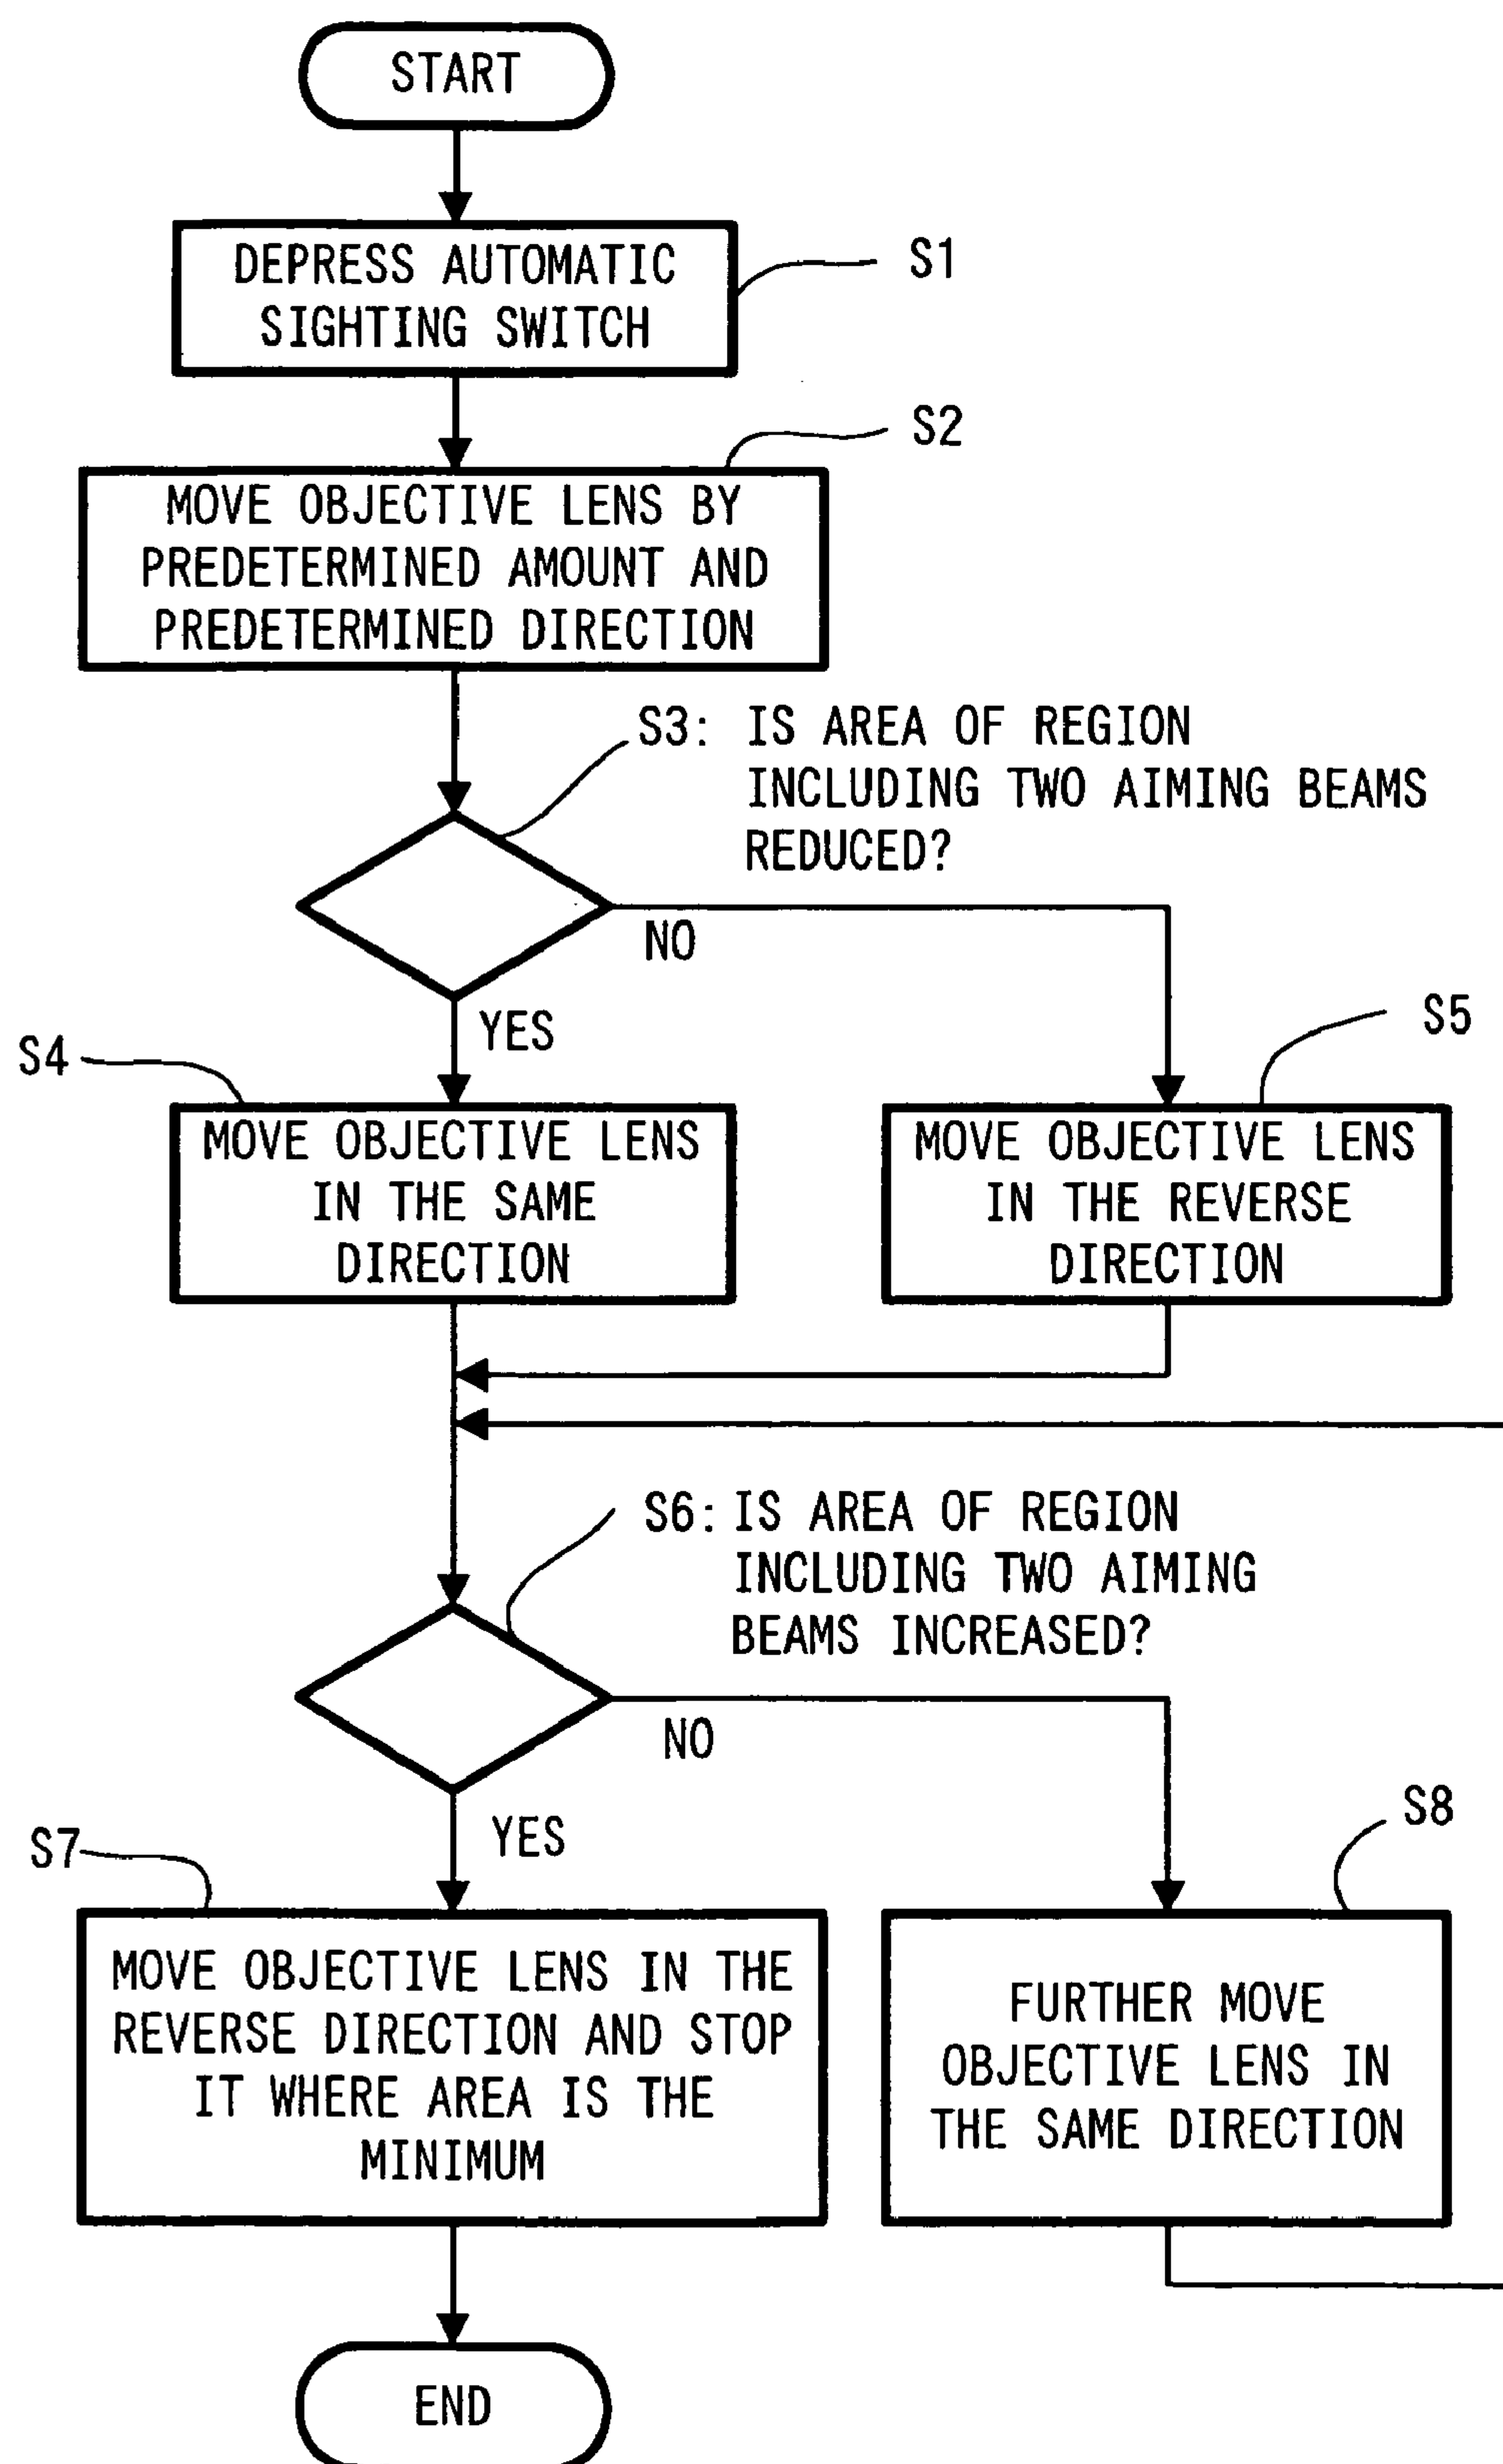 START
DEPRESS AUTOMATIC
SIGHTING SWITCH
S1
S2
MOVE OBJECTIVE LENS BY
PREDETERMINED AMOUNT AND
PREDETERMINED DIRECTION
S3: IS AREA OF REGION
INCLUDING TWO AIMING BEAMS
REDUCED?
NO
YES
S4
MOVE OBJECTIVE LENS
IN THE SAME
DIRECTION
S5
MOVE OBJECTIVE LENS
IN THE REVERSE
DIRECTION
S6: IS AREA OF REGION
INCLUDING TWO AIMING
BEAMS INCREASED?
NO
YES
S7
MOVE OBJECTIVE LENS IN THE
REVERSE DIRECTION AND STOP
IT WHERE AREA IS THE
MINIMUM
S8
FURTHER MOVE
OBJECTIVE LENS IN
THE SAME DIRECTION
END